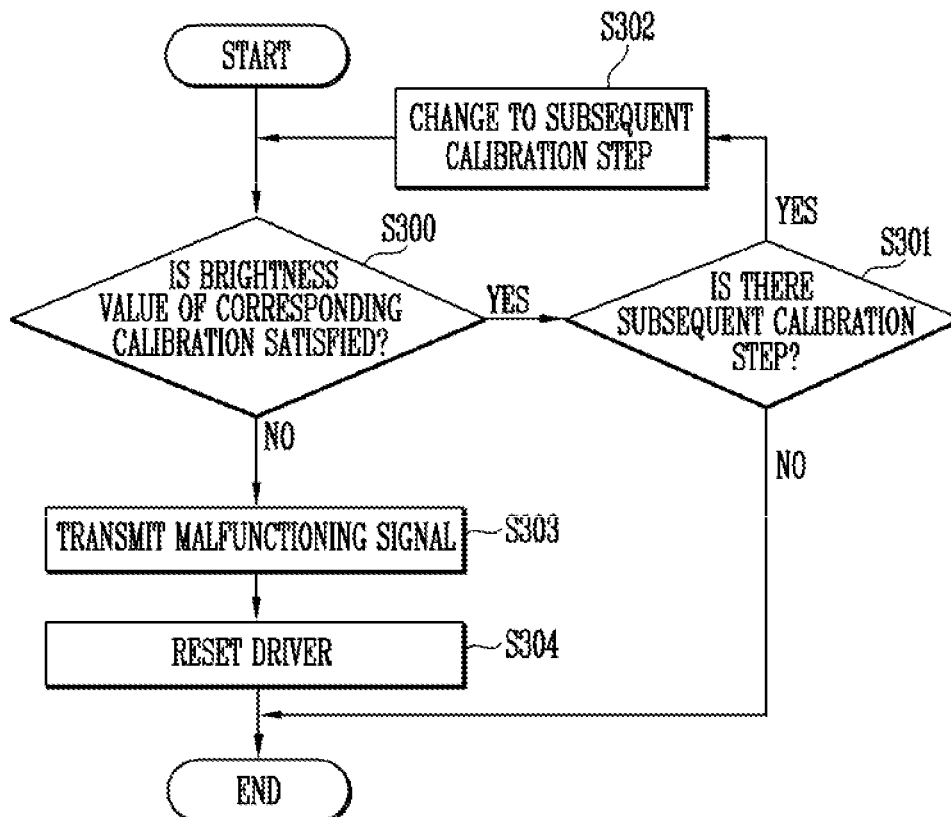 START
S302
CHANGE TO SUBSEQUENT
CALIBRATION STEP
YES
S300
IS BRIGHTNESS
VALUE OF CORRESPONDING
CALIBRATION SATISFIED?
YES
S301
IS THERE
SUBSEQUENT CALIBRATION
STEP?
NO
NO
TRANSMIT MALFUNCTIONING SIGNAL
S303
RESET DRIVER
S304
END